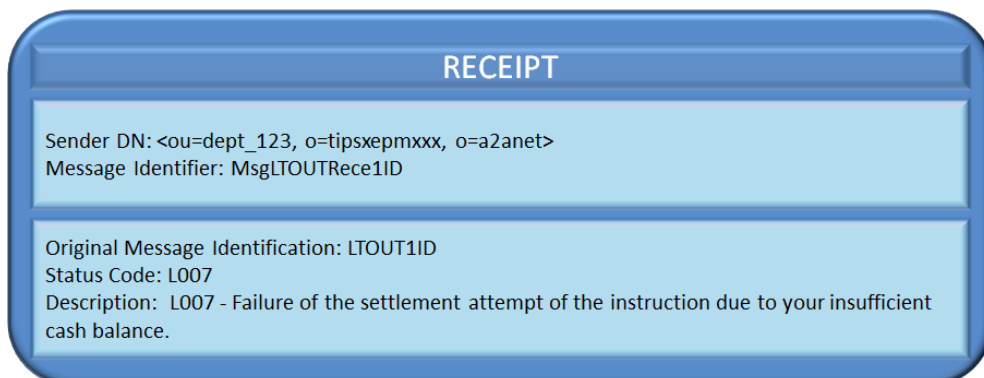 RECEIPT
Sender DN: <ou=dept_123, o=tipsxepmxxx, o=a2anet>
Message Identifier: MsgLTOUTRece1ID
Original Message Identification: LTOUT1ID
Status Code: L007
Description:  L007 - Failure of the settlement attempt of the instruction due to your insufficient
cash balance.